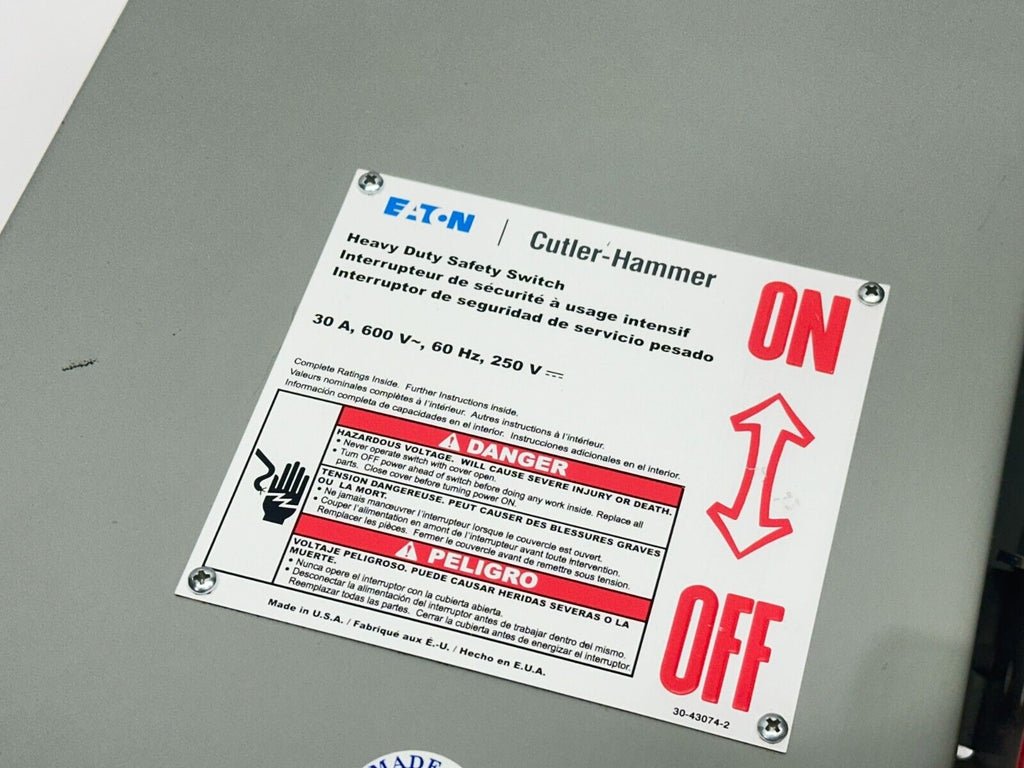 EATON | Cutler-Hammer
Heavy Duty Safety Switch
Interrupteur de sécurité à usage intensif
Interruptor de seguridad de servicio pesado
30 A, 600 V~, 60 Hz, 250 V ⎓
Complete Ratings Inside. Further Instructions Inside.
Valeurs nominales complètes à l'intérieur. Autres instructions à l'intérieur.
Información completa de capacidades en el interior. Instrucciones adicionales en el interior.
⚠ DANGER
HAZARDOUS VOLTAGE. WILL CAUSE SEVERE INJURY OR DEATH.
• Never operate switch with cover open.
• Turn OFF power ahead of switch before doing any work inside. Replace all
parts. Close cover before turning power ON.
TENSION DANGEREUSE. PEUT CAUSER DES BLESSURES GRAVES
OU LA MORT.
• Ne jamais manœuvrer l'interrupteur lorsque le couvercle est ouvert.
• Couper l'alimentation en amont de l'interrupteur avant toute intervention.
Remplacer les pièces. Fermer le couvercle avant de remettre sous tension.
⚠ PELIGRO
VOLTAJE PELIGROSO. PUEDE CAUSAR HERIDAS SEVERAS O LA
MUERTE.
• Nunca opere el interruptor con la cubierta abierta.
• Desconectar la alimentación del interruptor antes de trabajar dentro del mismo.
Reemplazar todas las partes. Cerrar la cubierta antes de energizar el interruptor.
Made in U.S.A. / Fabriqué aux É.-U. / Hecho en E.U.A.
ON
OFF
30-43074-2
MADE